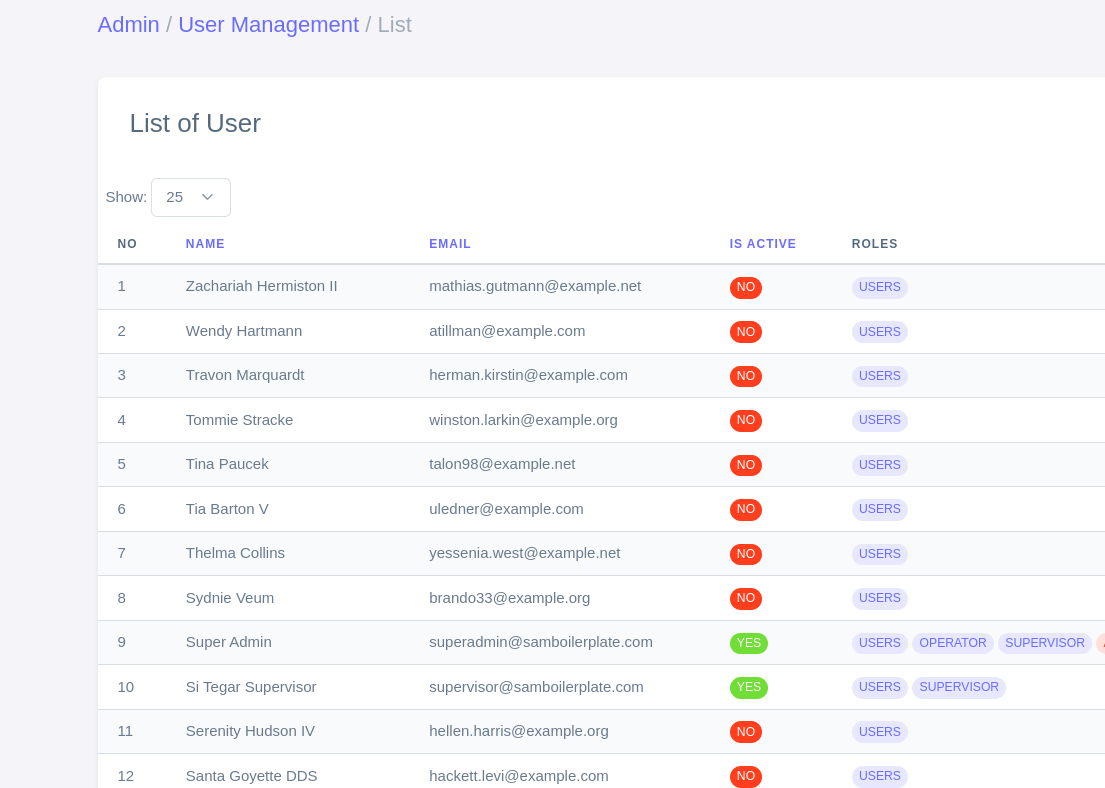 Admin / User Management / List
List of User
Show: 25
NO NAME EMAIL IS ACTIVE ROLES
1 Zachariah Hermiston II mathias.gutmann@example.net NO USERS
2 Wendy Hartmann atillman@example.com NO USERS
3 Travon Marquardt herman.kirstin@example.com NO USERS
4 Tommie Stracke winston.larkin@example.org NO USERS
5 Tina Paucek talon98@example.net NO USERS
6 Tia Barton V uledner@example.com NO USERS
7 Thelma Collins yessenia.west@example.net NO USERS
8 Sydnie Veum brando33@example.org NO USERS
9 Super Admin superadmin@samboilerplate.com YES USERS OPERATOR SUPERVISOR
10 Si Tegar Supervisor supervisor@samboilerplate.com YES USERS SUPERVISOR
11 Serenity Hudson IV hellen.harris@example.org NO USERS
12 Santa Goyette DDS hackett.levi@example.com NO USERS